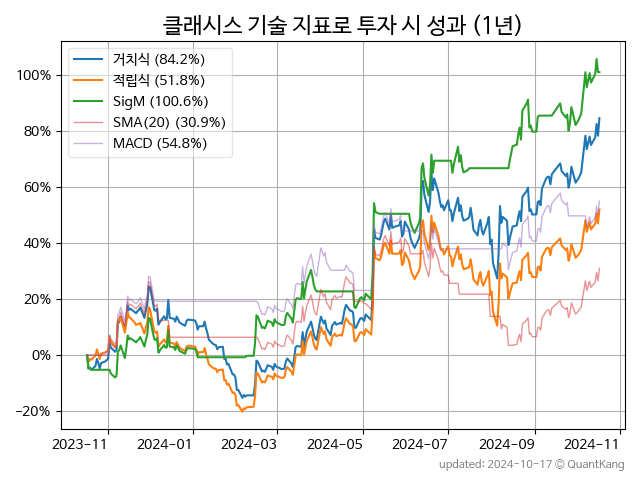 클래시스 기술 지표로 투자 시 성과 (1년)
거치식 (84.2%)
적립식 (51.8%)
SigM (100.6%)
SMA(20) (30.9%)
MACD (54.8%)
100%
80%
60%
40%
20%
0%
−20%
2023-11
2024-01
2024-03
2024-05
2024-07
2024-09
2024-11
updated: 2024-10-17 © QuantKang